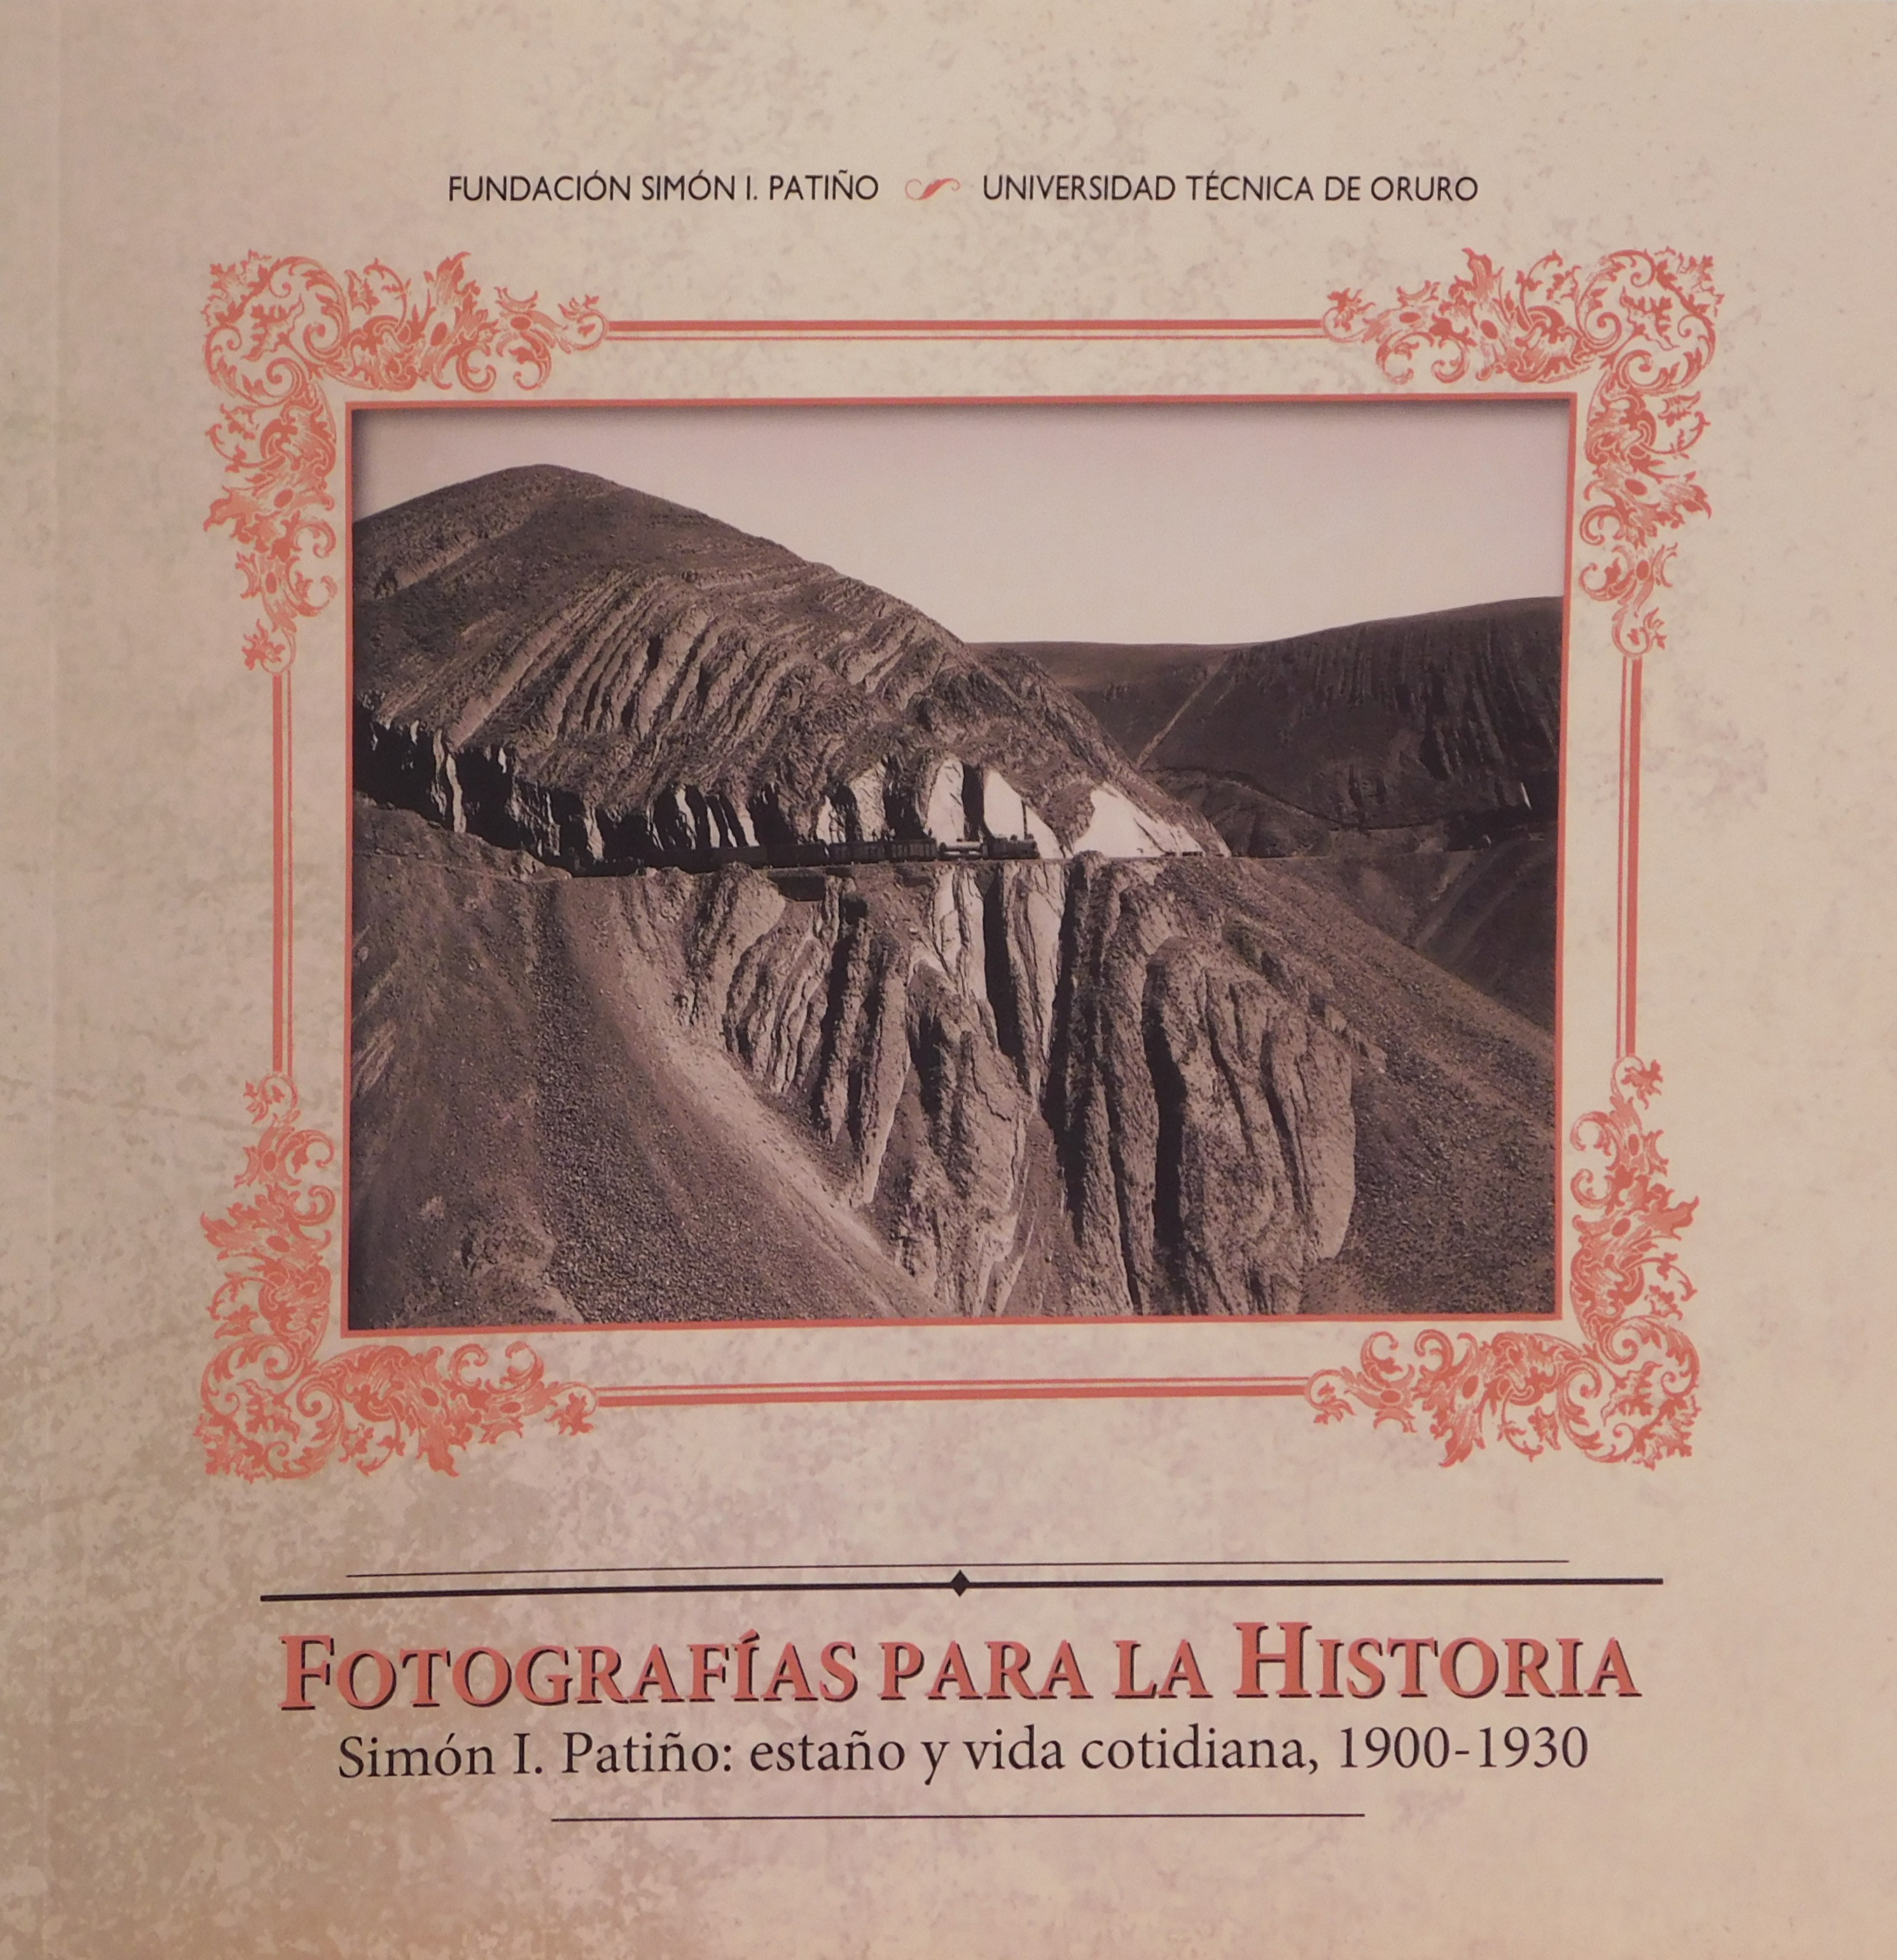 FUNDACIÓN SIMÓN I. PATIÑO UNIVERSIDAD TÉCNICA DE ORURO
FOTOGRAFÍAS PARA LA HISTORIA
Simón I. Patiño: estaño y vida cotidiana, 1900-1930